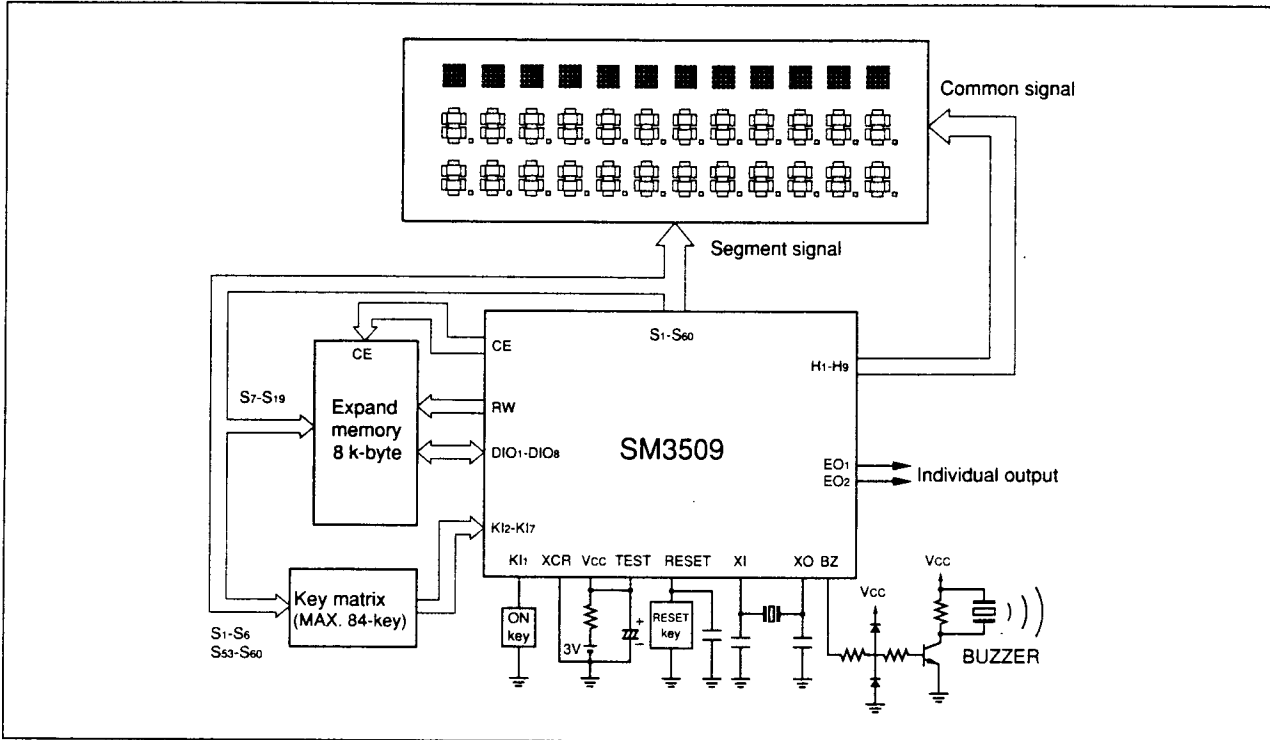 Common signal
Segment signal
S1-S60
CE
CE
H1-H9
S7-S19
Expand
memory
8 k-byte
RW
DIO1-DIO8
SM3509
EO1
EO2
Individual output
KI2-KI7
KI1
XCR
Vcc
TEST
RESET
XI
XO
BZ
Key matrix
(MAX. 84-key)
S1-S6
S53-S60
ON
key
3V
+
−
RESET
key
Vcc
Vcc
BUZZER